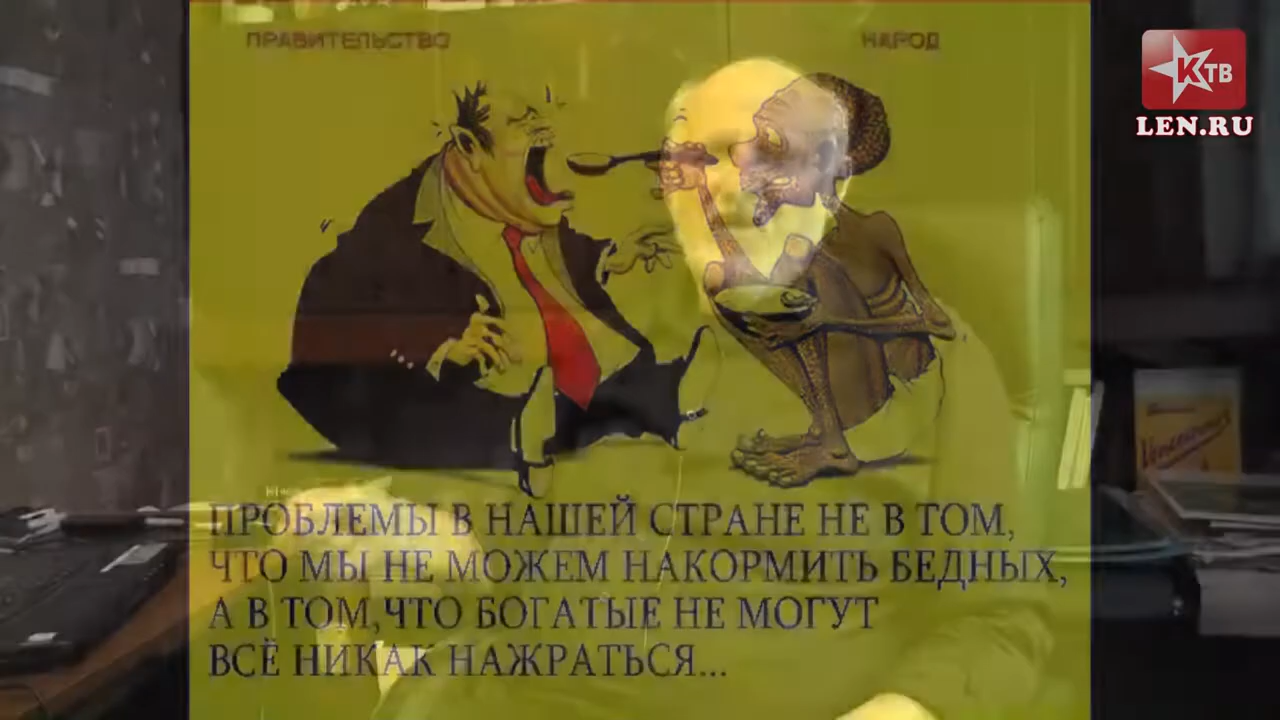 ПРАВИТЕЛЬСТВО
НАРОД
КТВ
LEN.RU
ПРОБЛЕМЫ В НАШЕЙ СТРАНЕ НЕ В ТОМ,
ЧТО МЫ НЕ МОЖЕМ НАКОРМИТЬ БЕДНЫХ,
А В ТОМ,ЧТО БОГАТЫЕ НЕ МОГУТ
ВСЁ НИКАК НАЖРАТЬСЯ...